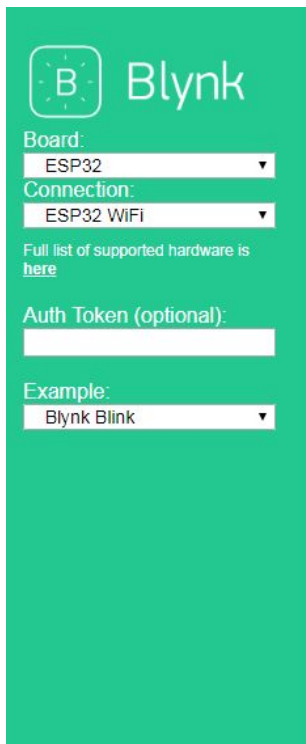 B Blynk
Board:
ESP32
Connection:
ESP32 WiFi
Full list of supported hardware is
here
Auth Token (optional):
Example:
Blynk Blink